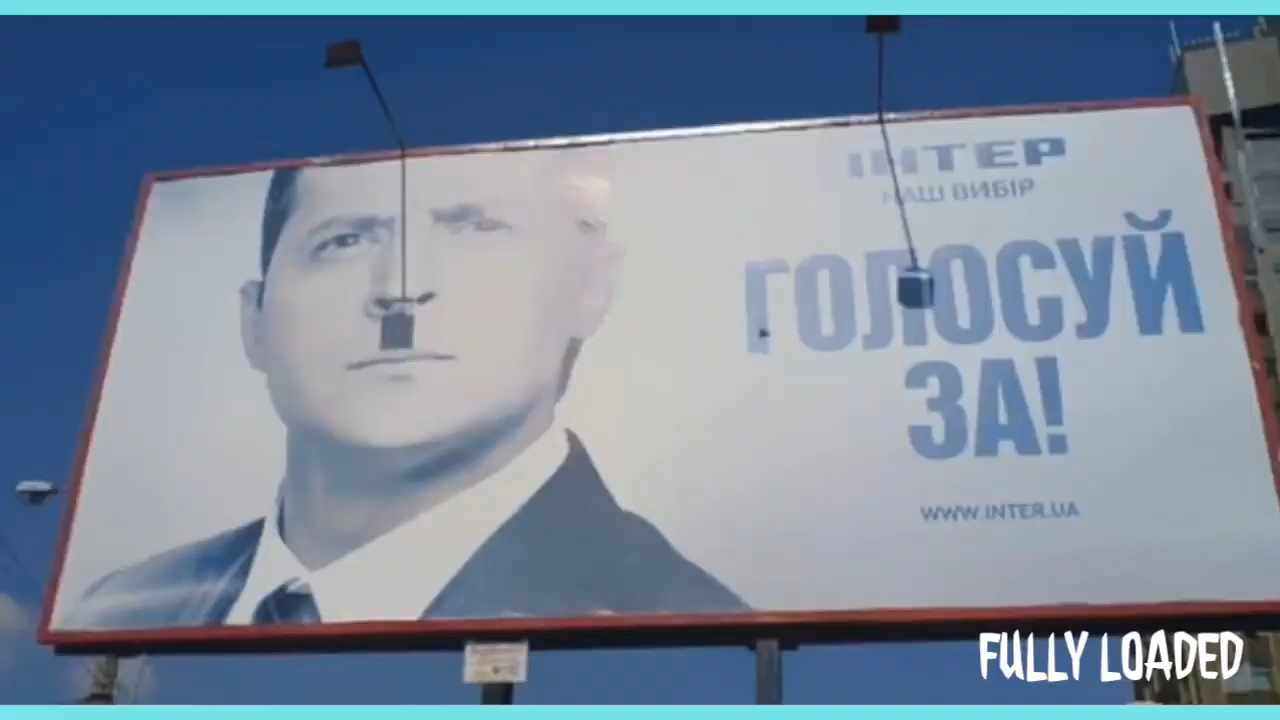 ІНТЕР
НАШ ВИБІР
ГОЛОСУЙ
ЗА!
WWW.INTER.UA
FULLY LOADED